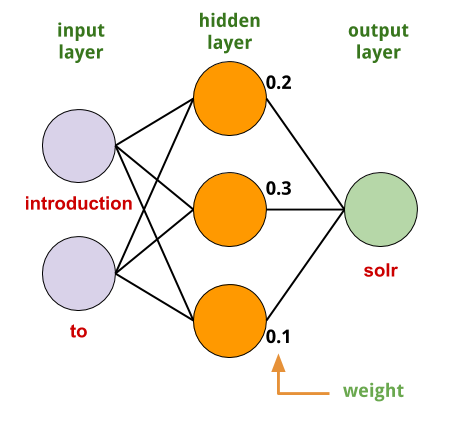 input
layer
hidden
layer
output
layer
0.2
introduction
0.3
solr
to
0.1
weight